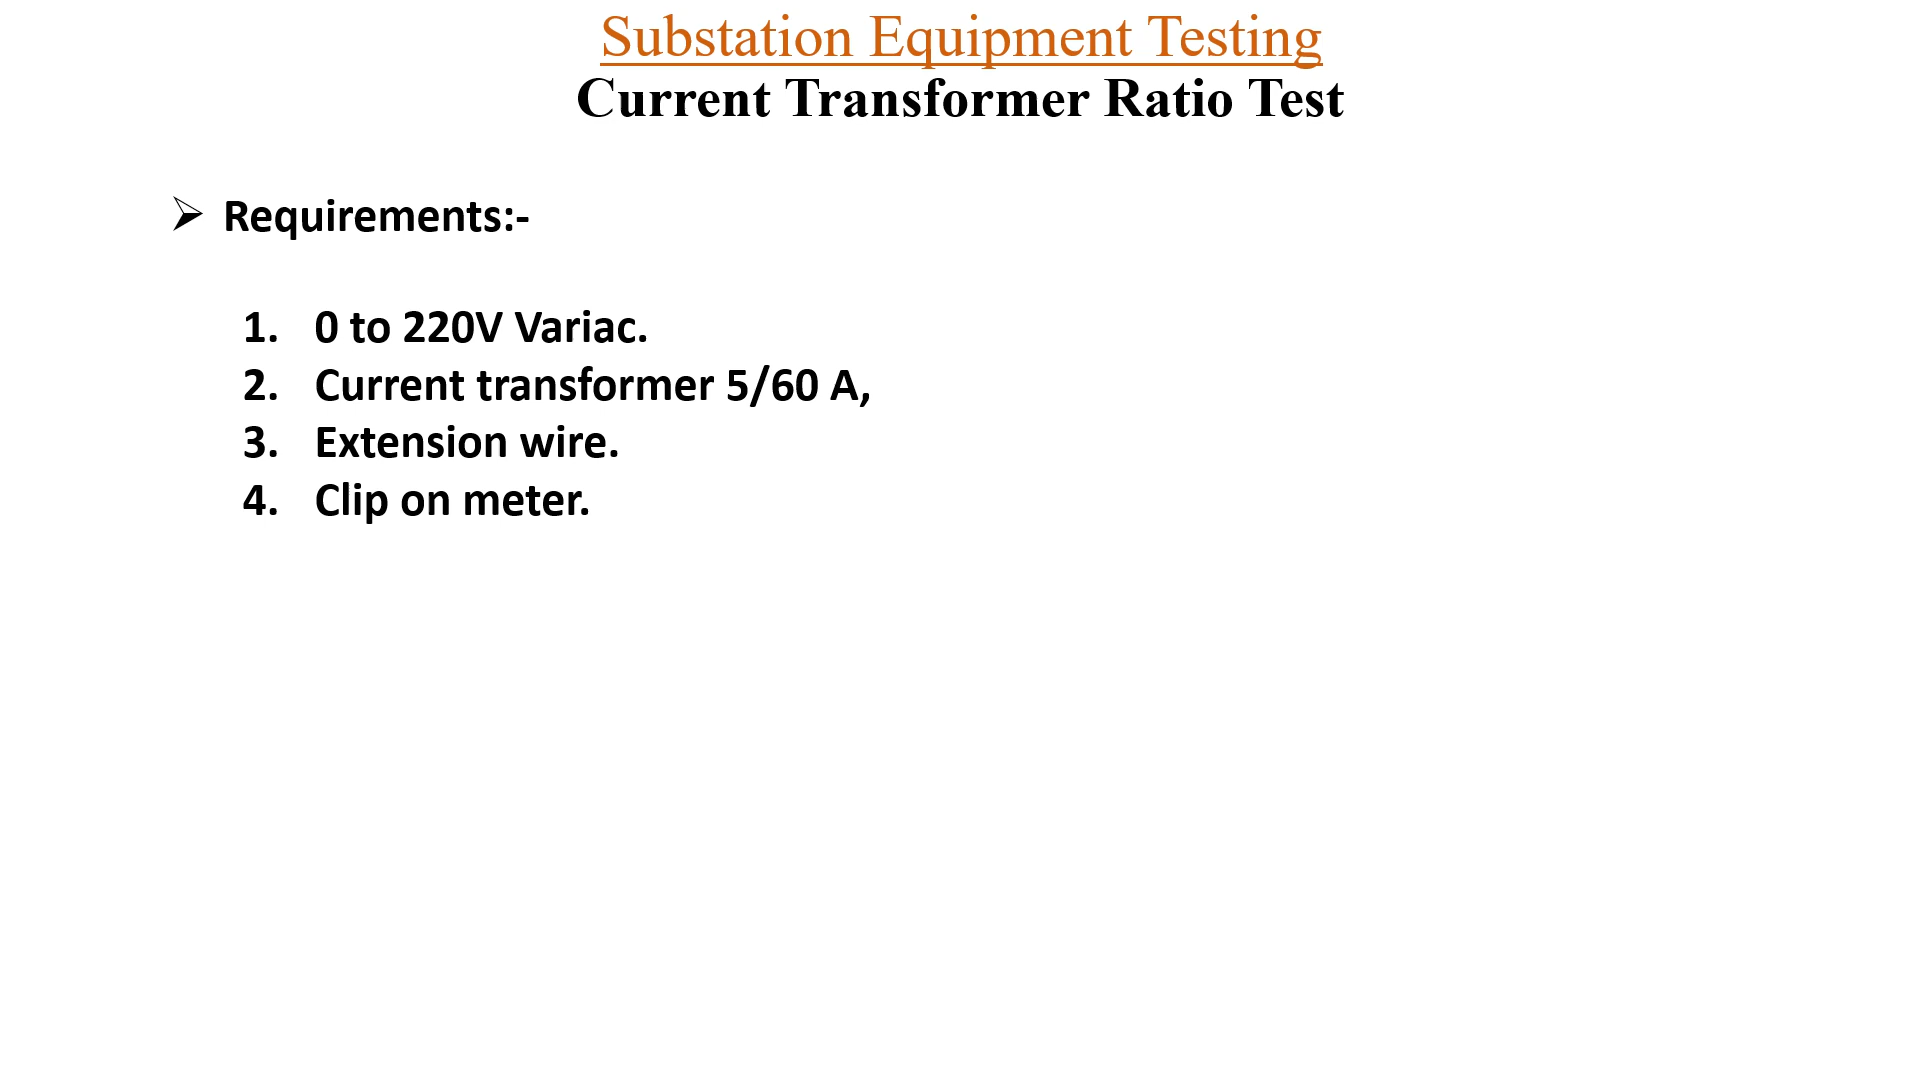 Substation Equipment Testing
Current Transformer Ratio Test
➢ Requirements:-
1. 0 to 220V Variac.
2. Current transformer 5/60 A,
3. Extension wire.
4. Clip on meter.